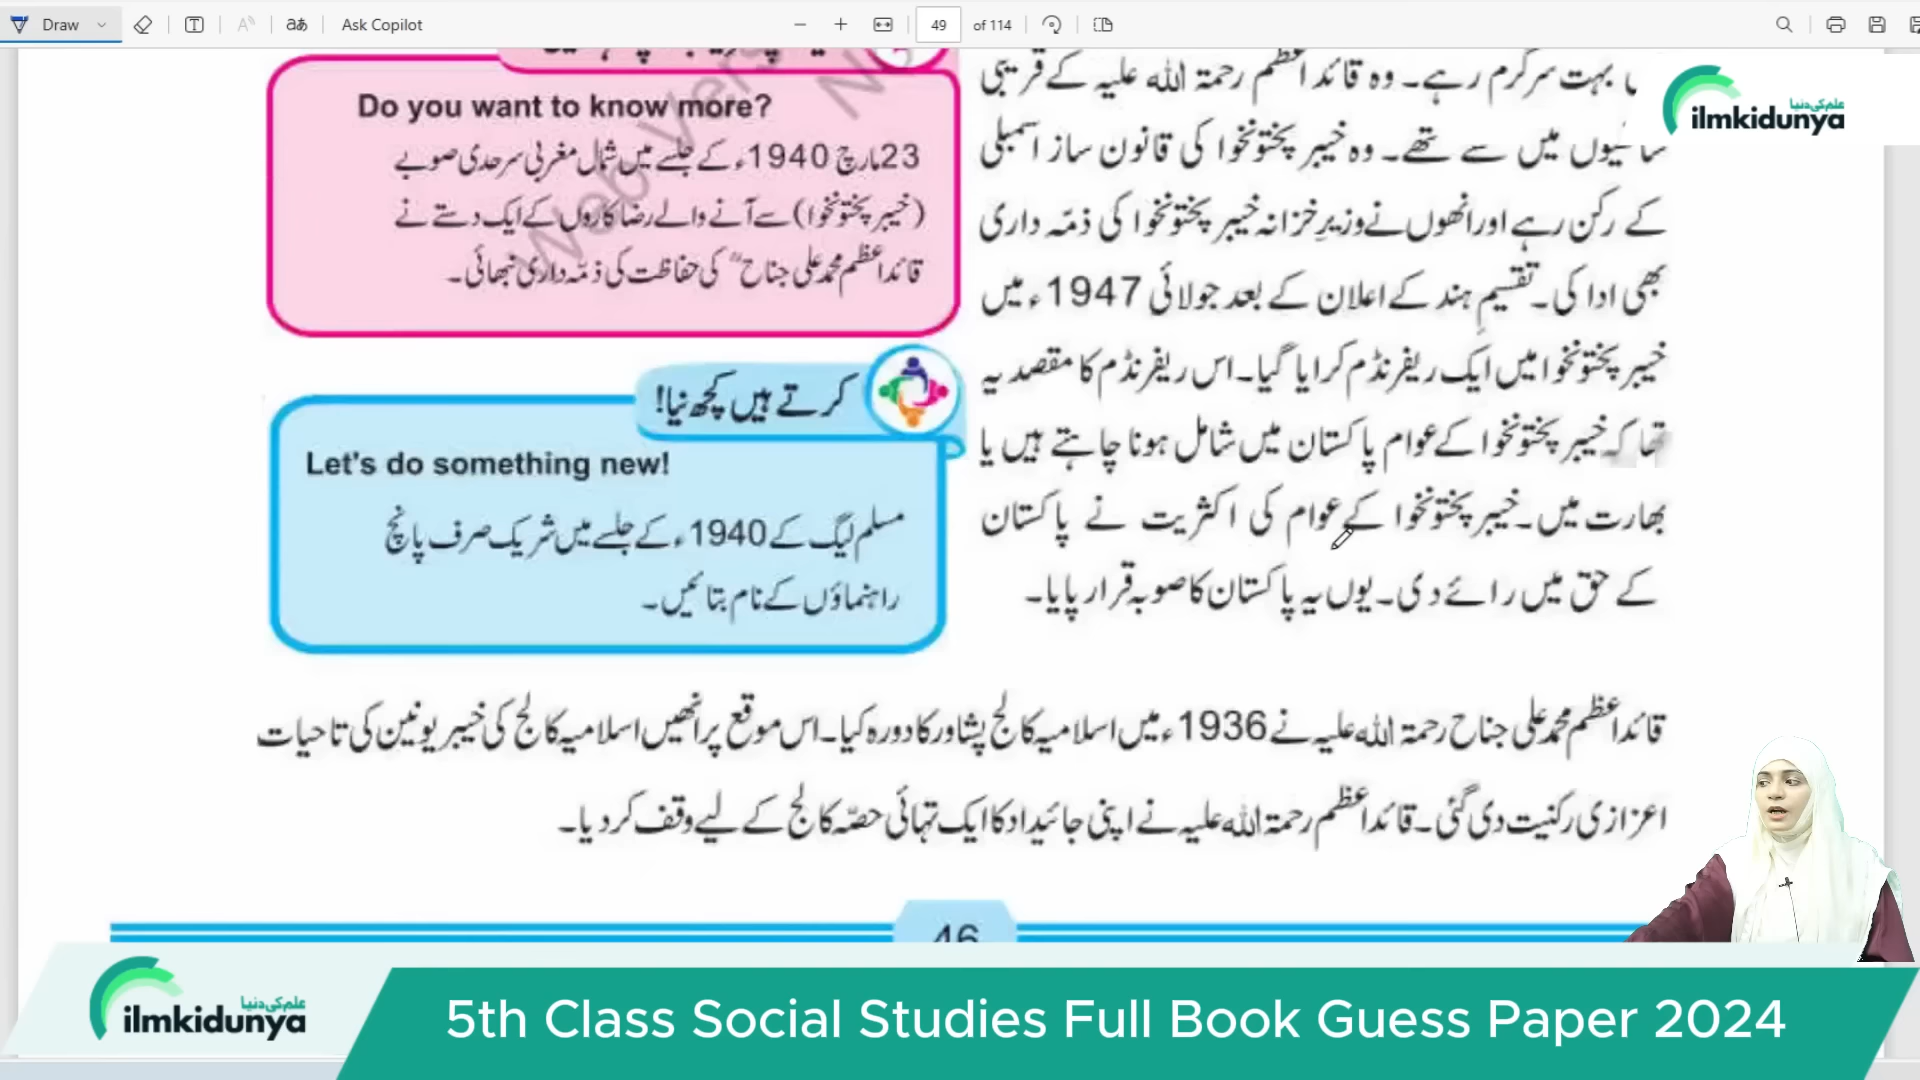 Draw
Ask Copilot
49
of 114
علم کی دنیا
ilmkidunya
بہت سرگرم رہے۔ وہ قائداعظم رحمۃ اللہ علیہ کے قریبی
میں سے تھے۔ وہ خیبر پختونخوا کی قانون ساز اسمبلی
کے رکن رہے اور انھوں نے وزیرِ خزانہ خیبر پختونخوا کی ذمّہ داری
بھی ادا کی۔ تقسیمِ ہند کے اعلان کے بعد جولائی 1947ء میں
خیبر پختونخوا میں ایک ریفرنڈم کرایا گیا۔ اس ریفرنڈم کا مقصد یہ
تھا کہ خیبر پختونخوا کے عوام پاکستان میں شامل ہونا چاہتے ہیں یا
بھارت میں۔ خیبر پختونخوا کے عوام کی اکثریت نے پاکستان
کے حق میں رائے دی۔ یوں یہ پاکستان کا صوبہ قرار پایا۔
Do you want to know more?
23 مارچ 1940ء کے جلسے میں شمال مغربی سرحدی صوبے
(خیبر پختونخوا) سے آنے والے رضا کاروں کے ایک دستے نے
قائداعظم محمد علی جناحؒ کی حفاظت کی ذمّہ داری نبھائی۔
کرتے ہیں کچھ نیا!
Let's do something new!
مسلم لیگ کے 1940ء کے جلسے میں شریک صرف پانچ
راہنماؤں کے نام بتائیں۔
قائداعظم محمد علی جناح رحمۃ اللہ علیہ نے 1936ء میں اسلامیہ کالج پشاور کا دورہ کیا۔ اس موقع پر انھیں اسلامیہ کالج کی خیبر یونین کی تاحیات
اعزازی رکنیت دی گئی۔ قائداعظم رحمۃ اللہ علیہ نے اپنی جائیداد کا ایک تہائی حصّہ کالج کے لیے وقف کر دیا۔
46
علم کی دنیا
ilmkidunya
5th Class Social Studies Full Book Guess Paper 2024